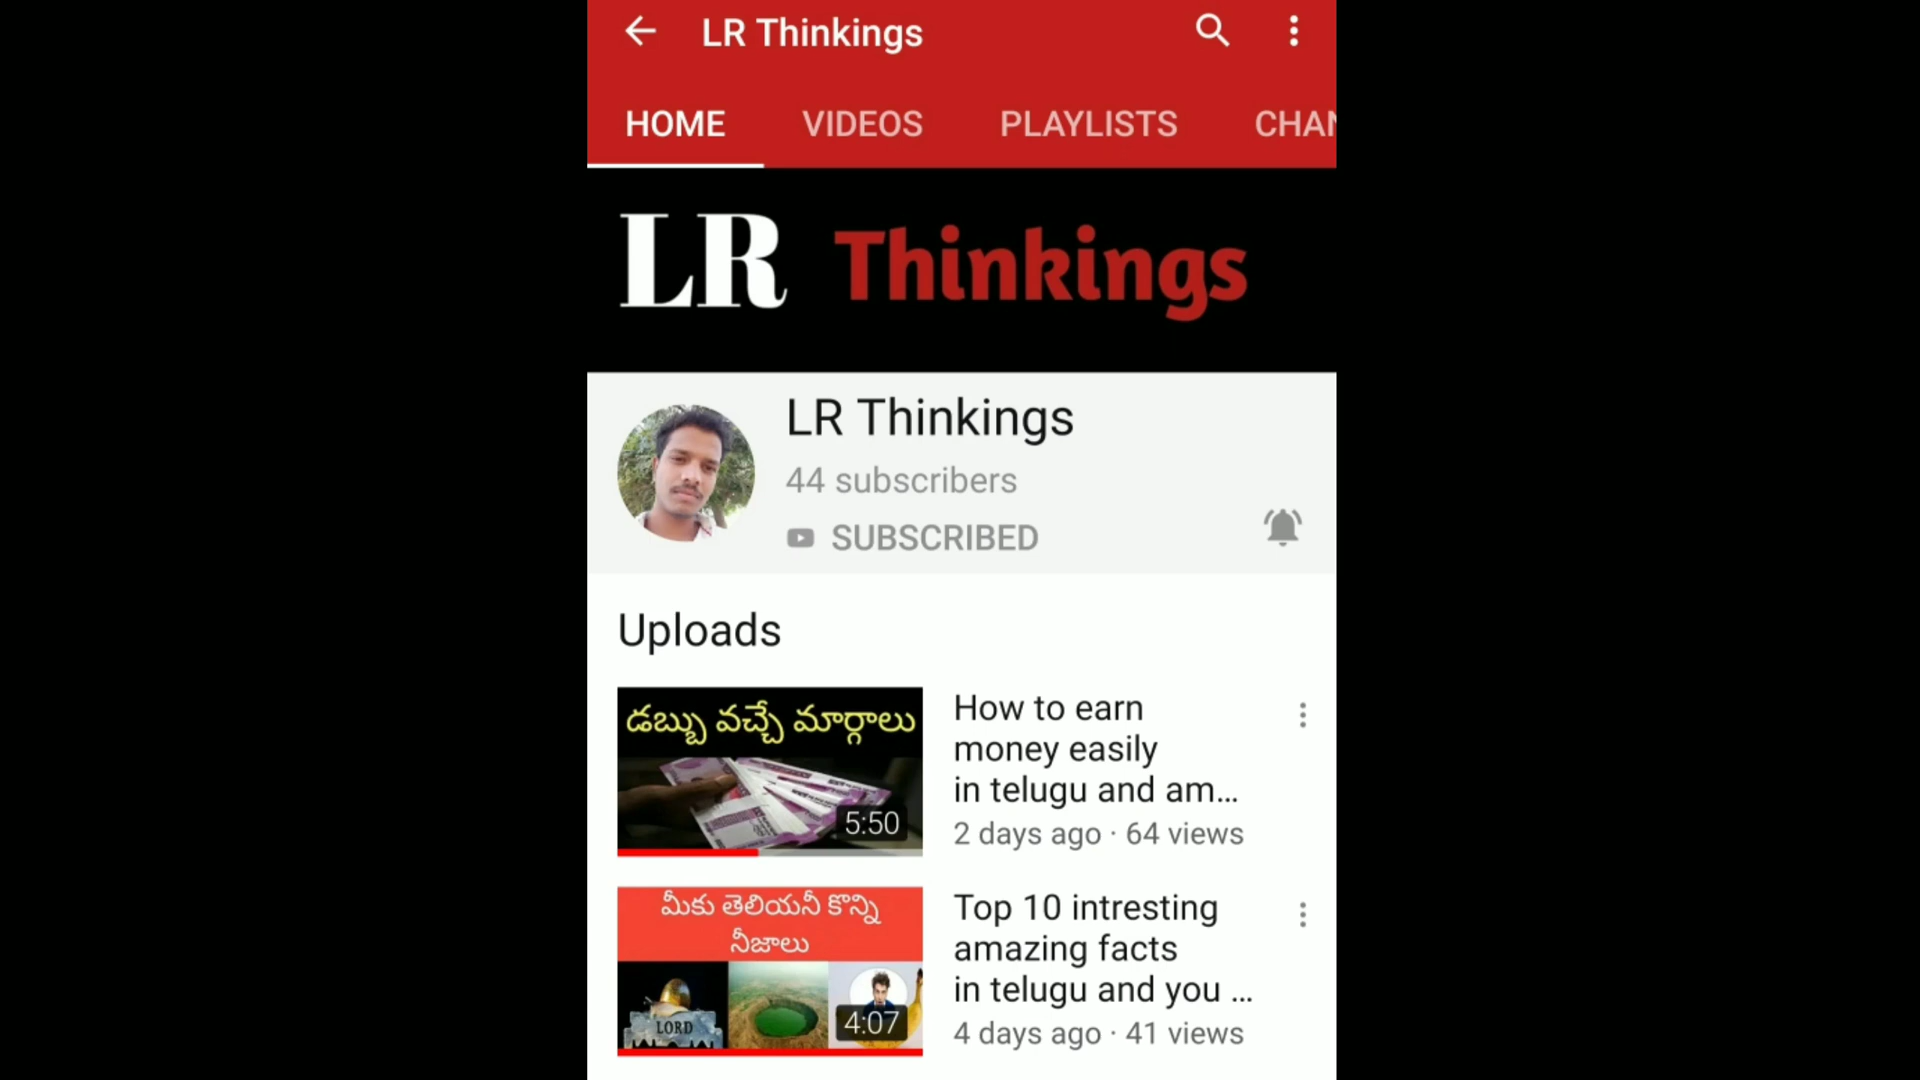 LR Thinkings
HOME VIDEOS PLAYLISTS CHAN
LR Thinkings
LR Thinkings
44 subscribers
SUBSCRIBED
Uploads
డబ్బు వచ్చే మార్గాలు
5:50
How to earn
money easily
in telugu and am...
2 days ago · 64 views
మీకు తెలియనీ కొన్ని
నీజాలు
LORD
4:07
Top 10 intresting
amazing facts
in telugu and you ...
4 days ago · 41 views